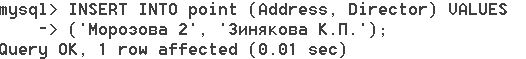 mysql> INSERT INTO point (Address, Director) VALUES
-> ('Морозова 2', 'Зинякова К.П.');
Query OK, 1 row affected (0.01 sec)